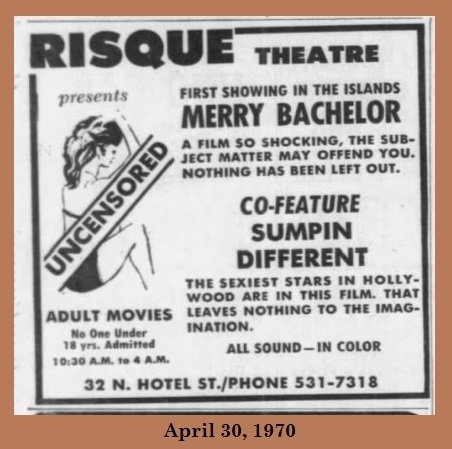 RISQUE THEATRE
presents
UNCENSORED
ADULT MOVIES
No One Under
18 yrs. Admitted
10:30 A.M. to 4 A.M.
FIRST SHOWING IN THE ISLANDS
MERRY BACHELOR
A FILM SO SHOCKING, THE SUB-
JECT MATTER MAY OFFEND YOU.
NOTHING HAS BEEN LEFT OUT.
CO-FEATURE
SUMPIN
DIFFERENT
THE SEXIEST STARS IN HOLLY-
WOOD ARE IN THIS FILM. THAT
LEAVES NOTHING TO THE IMAG-
INATION.
ALL SOUND—IN COLOR
32 N. HOTEL ST./PHONE 531-7318
April 30, 1970